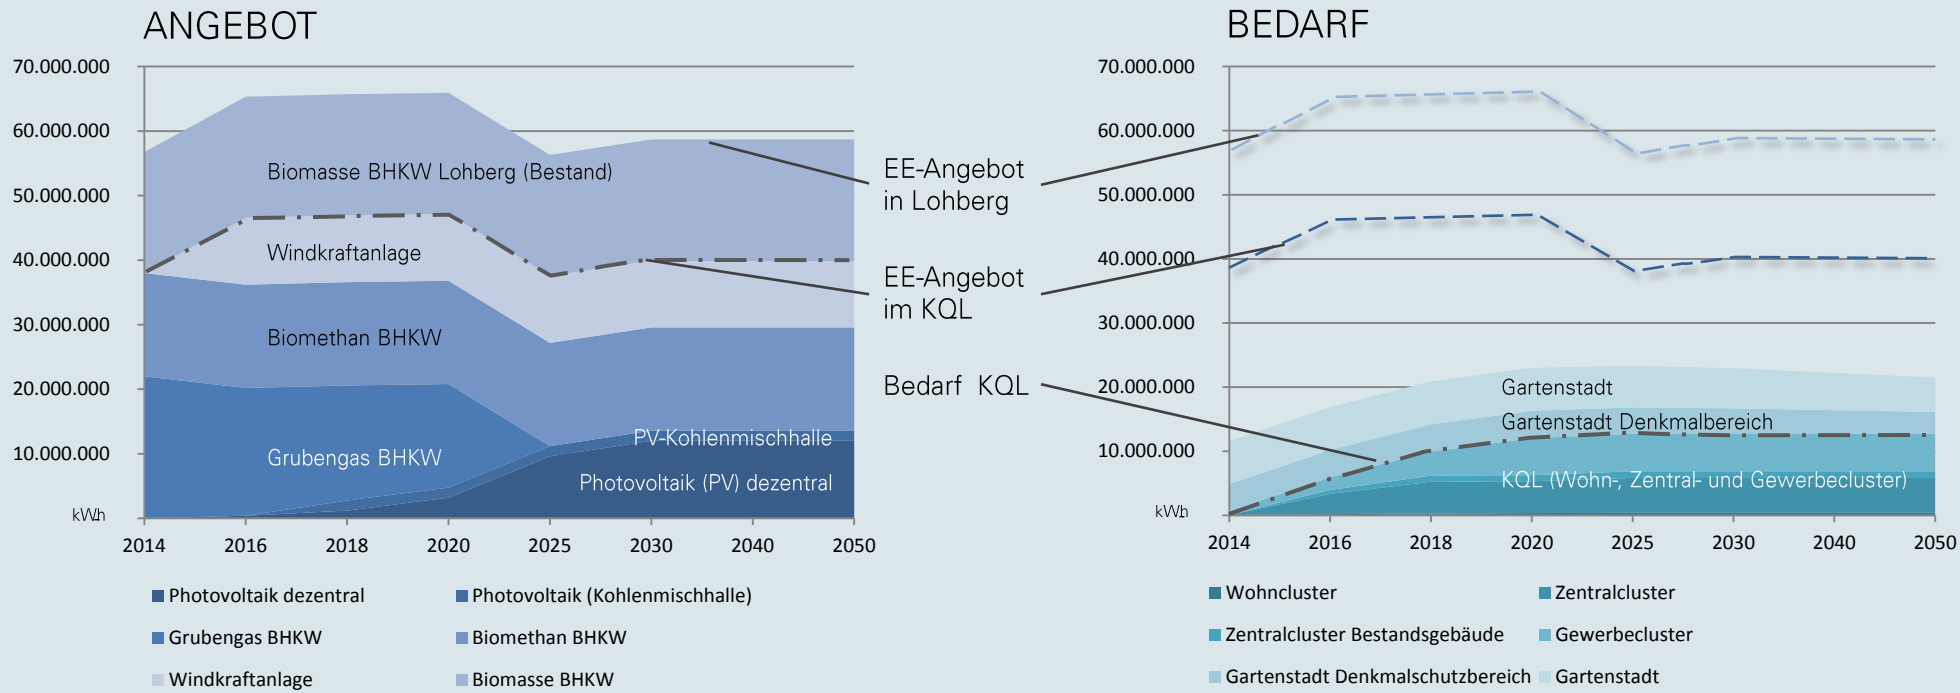 ANGEBOT
70.000.000
60.000.000
50.000.000
40.000.000
30.000.000
20.000.000
10.000.000
kWh
2014 2016 2018 2020 2025 2030 2040 2050
Biomasse BHKW Lohberg (Bestand)
Windkraftanlage
Biomethan BHKW
Grubengas BHKW
PV-Kohlenmischhalle
Photovoltaik (PV) dezentral
Photovoltaik dezentral Photovoltaik (Kohlenmischhalle)
Grubengas BHKW Biomethan BHKW
Windkraftanlage Biomasse BHKW
EE-Angebot
in Lohberg
EE-Angebot
im KQL
Bedarf KQL
BEDARF
70.000.000
60.000.000
50.000.000
40.000.000
30.000.000
20.000.000
10.000.000
kWh
2014 2016 2018 2020 2025 2030 2040 2050
Gartenstadt
Gartenstadt Denkmalbereich
KQL (Wohn-, Zentral- und Gewerbecluster)
Wohncluster Zentralcluster
Zentralcluster Bestandsgebäude Gewerbecluster
Gartenstadt Denkmalschutzbereich Gartenstadt